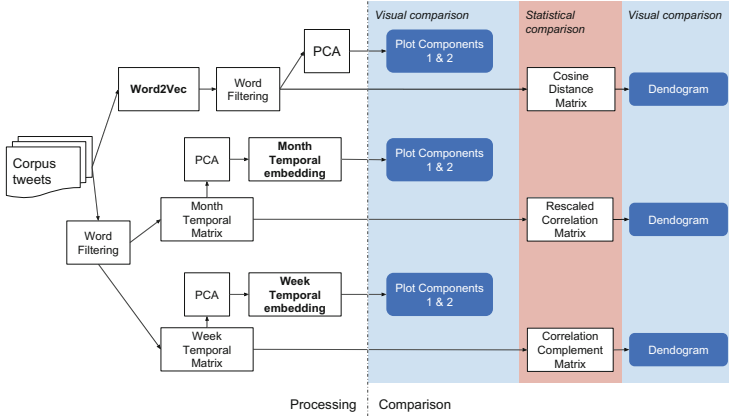 Visual comparison
Statistical
comparison
Visual comparison
PCA
Plot Components
1 & 2
Word2Vec
Word
Filtering
Cosine
Distance
Matrix
Dendogram
Corpus
tweets
PCA
Month
Temporal
embedding
Plot Components
1 & 2
Word
Filtering
Month
Temporal
Matrix
Rescaled
Correlation
Matrix
Dendogram
PCA
Week
Temporal
embedding
Plot Components
1 & 2
Week
Temporal
Matrix
Correlation
Complement
Matrix
Dendogram
Processing
Comparison